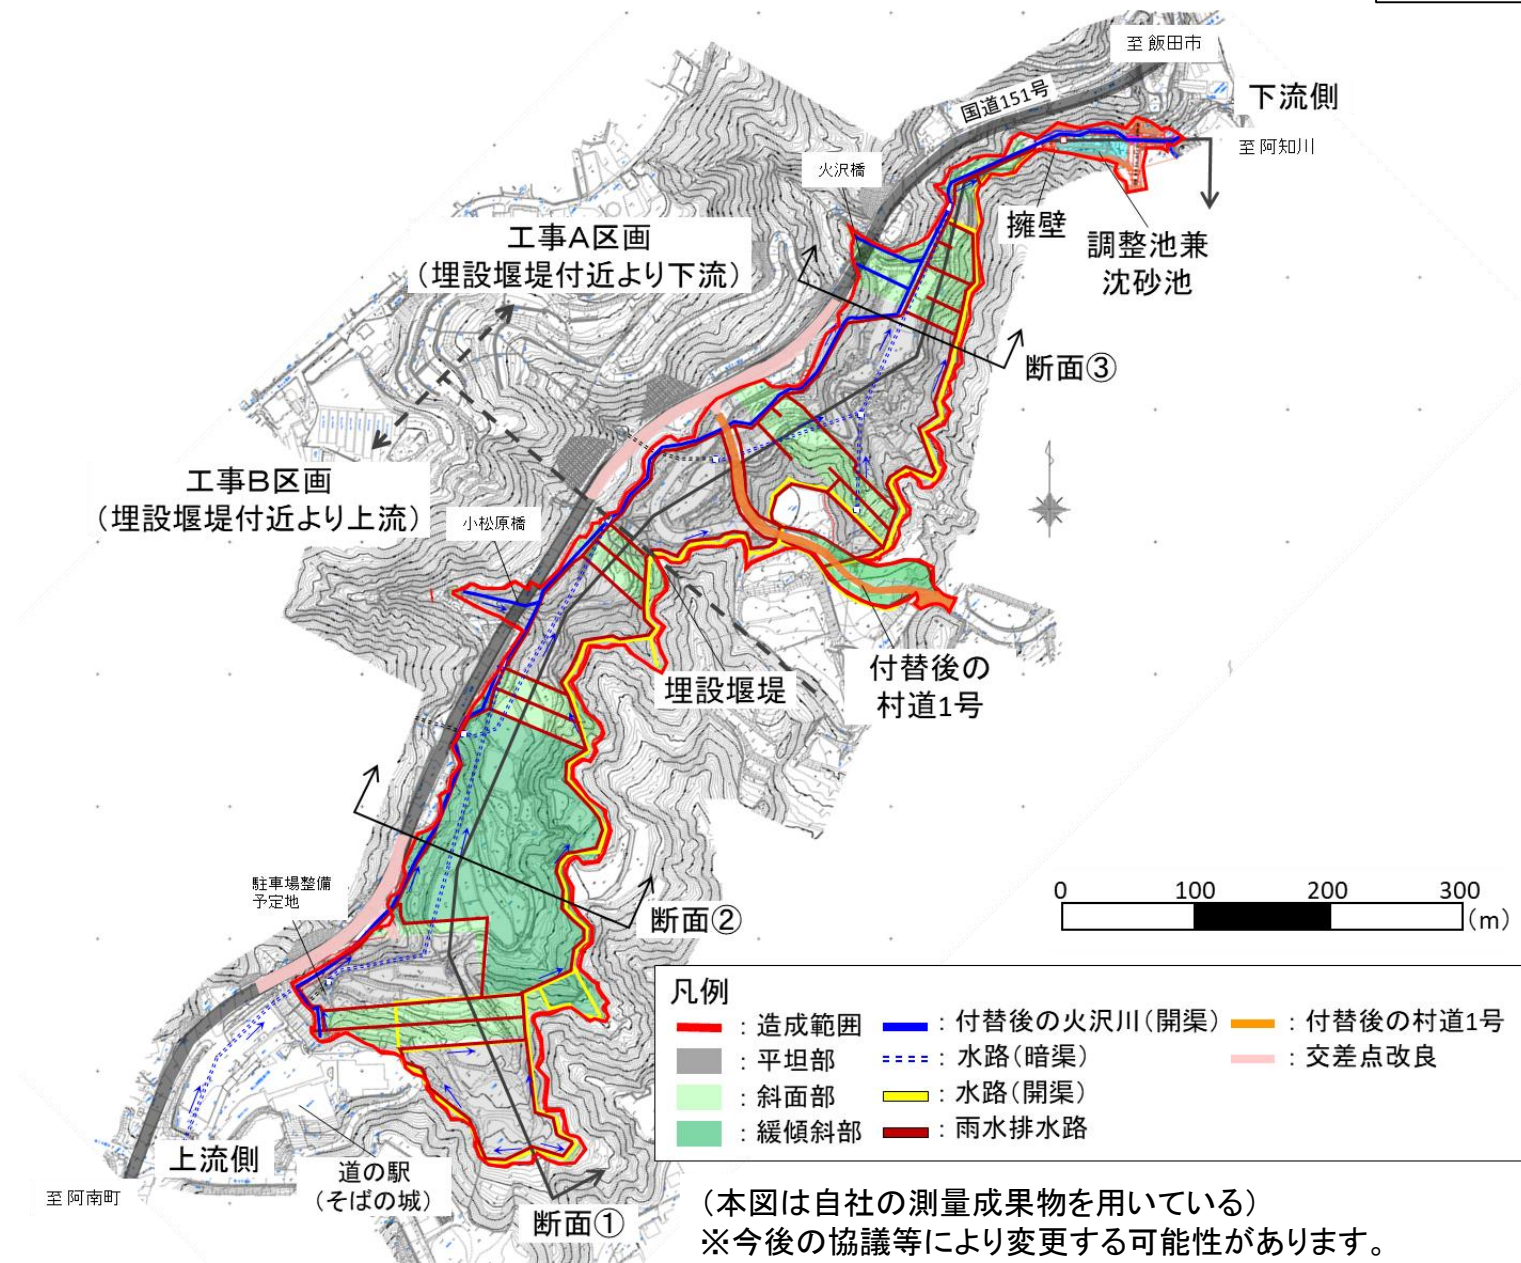 至 飯田市
国道151号
下流側
至 阿知川
火沢橋
擁壁
調整池兼
沈砂池
工事A区画
（埋設堰堤付近より下流）
断面③
工事B区画
（埋設堰堤付近より上流）
小松原橋
埋設堰堤
付替後の
村道1号
駐車場整備
予定地
断面②
0 100 200 300
(m)
凡例
：造成範囲
：平坦部
：斜面部
：緩傾斜部
：付替後の火沢川（開渠）
：水路（暗渠）
：水路（開渠）
：雨水排水路
：付替後の村道1号
：交差点改良
上流側
至 阿南町
道の駅
（そばの城）
断面①
（本図は自社の測量成果物を用いている）
※今後の協議等により変更する可能性があります。